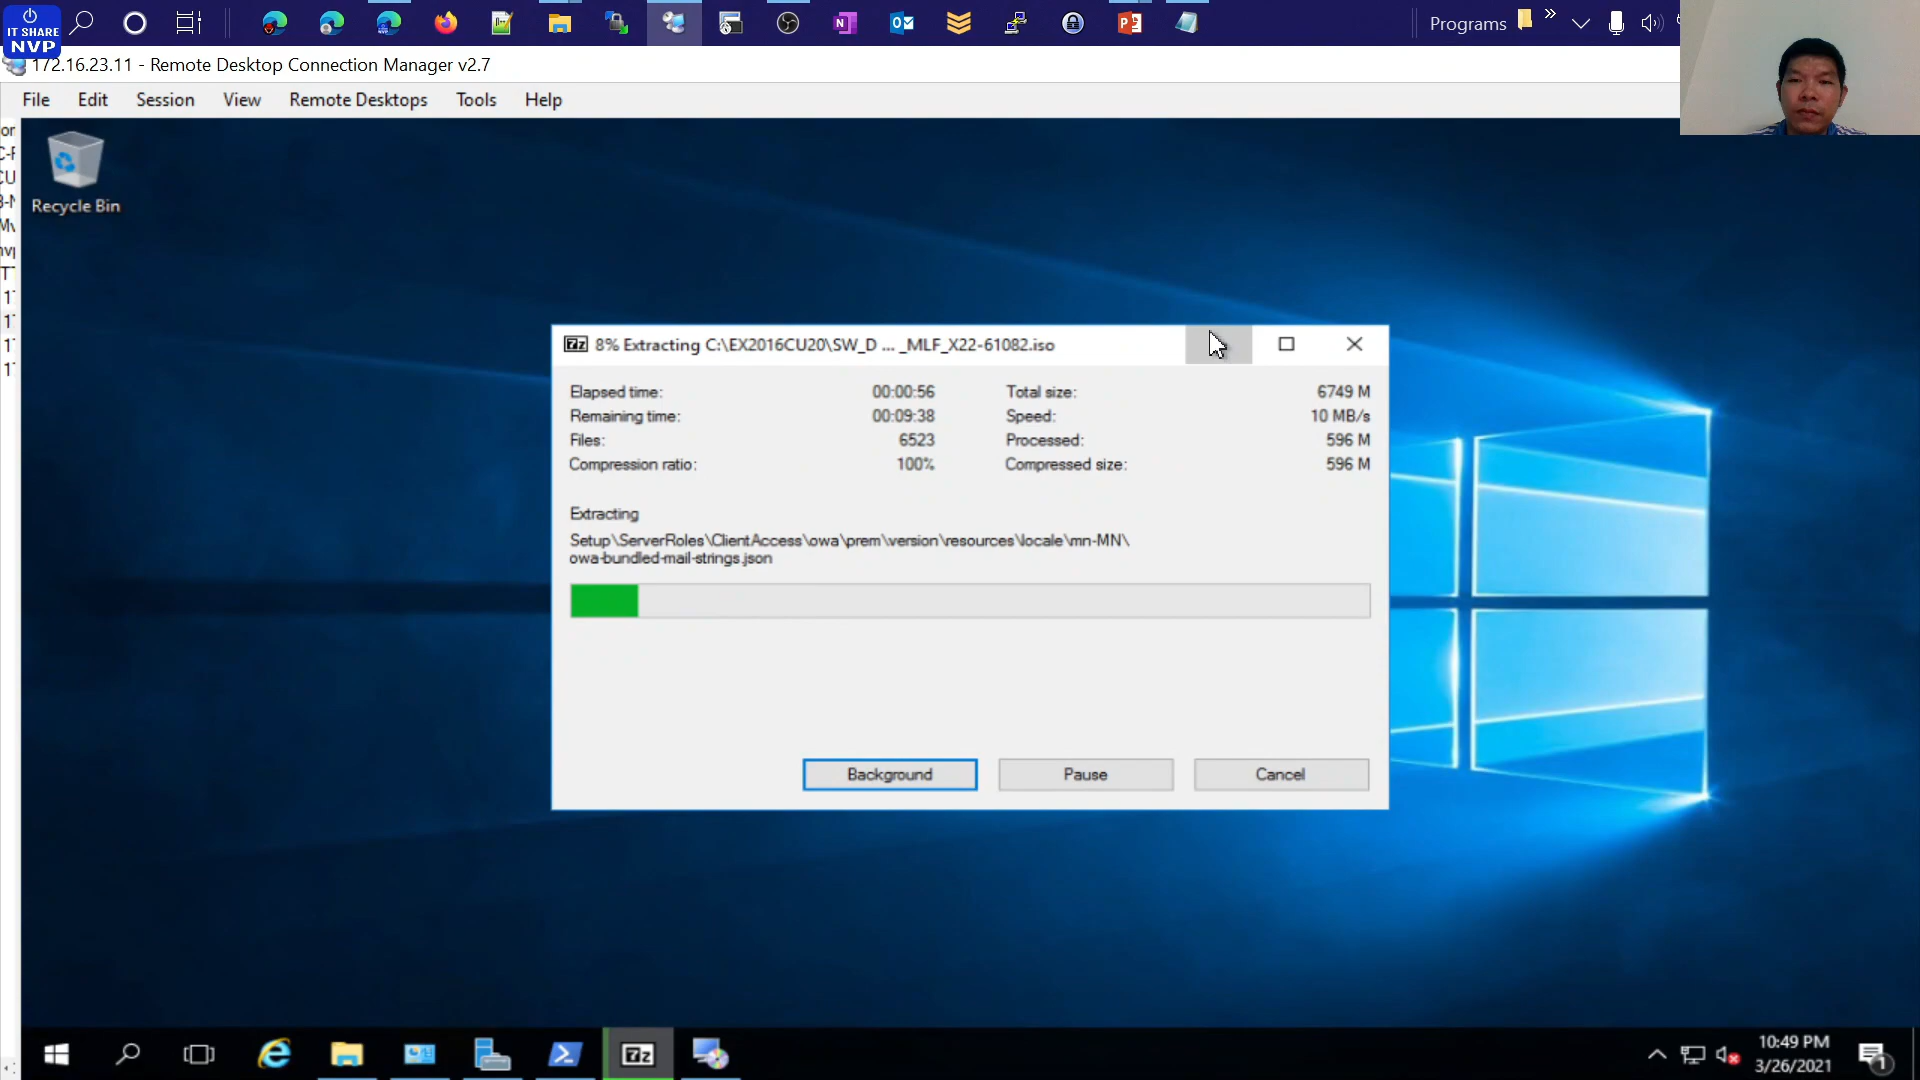 IT SHARE
NVP
Programs
172.16.23.11 - Remote Desktop Connection Manager v2.7
File Edit Session View Remote Desktops Tools Help
Recycle Bin
8% Extracting C:\EX2016CU20\SW_D ... _MLF_X22-61082.iso
Elapsed time: 00:00:56 Total size: 6749 M
Remaining time: 00:09:38 Speed: 10 MB/s
Files: 6523 Processed: 596 M
Compression ratio: 100% Compressed size: 596 M
Extracting
Setup\ServerRoles\ClientAccess\owa\prem\version\resources\locale\mn-MN\
owa-bundled-mail-strings.json
Background Pause Cancel
10:49 PM
3/26/2021
1